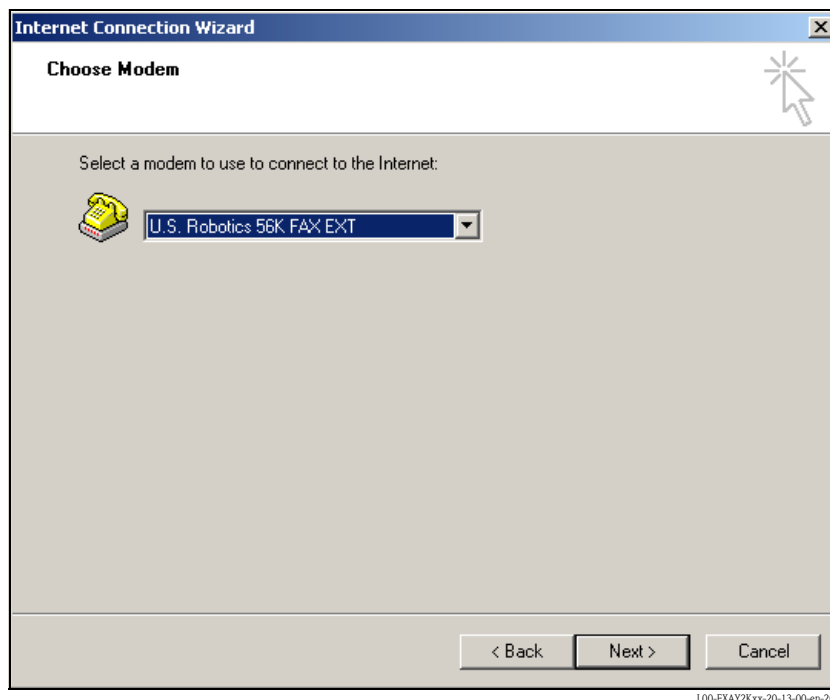 Internet Connection Wizard
Choose Modem
Select a modem to use to connect to the Internet:
U.S. Robotics 56K FAX EXT
< Back Next > Cancel